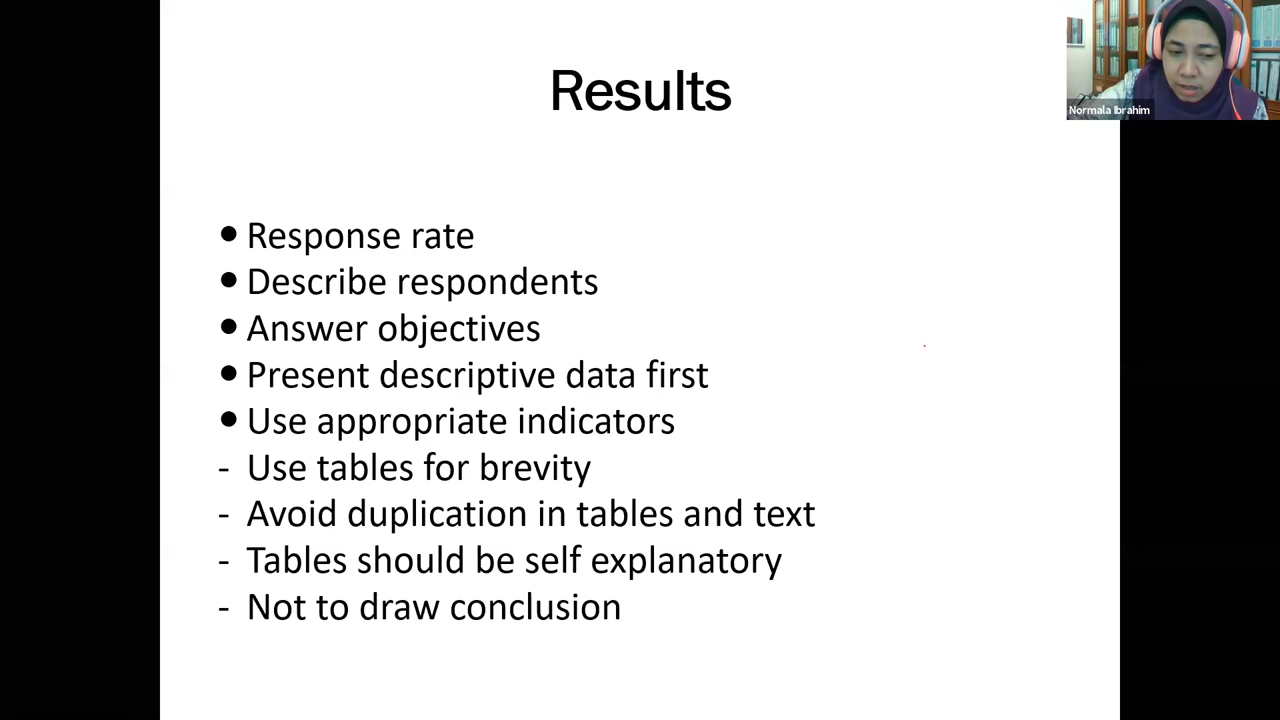 Results
Normala Ibrahim
• Response rate
• Describe respondents
• Answer objectives
• Present descriptive data first
• Use appropriate indicators
- Use tables for brevity
- Avoid duplication in tables and text
- Tables should be self explanatory
- Not to draw conclusion